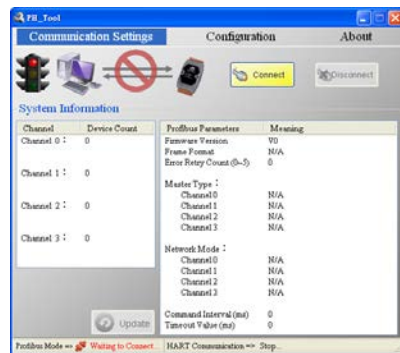 PH_Tool
Communication Settings Configuration About
Connect Disconnect
System Information
Channel Device Count
Channel 0 : 0
Channel 1 : 0
Channel 2 : 0
Channel 3 : 0
Update
Profibus Parameters Meaning
Firmware Version V0
Frame Format N/A
Error Retry Count (0~5) 0
Master Type :
Channel0 N/A
Channel1 N/A
Channel2 N/A
Channel3 N/A
Network Mode :
Channel0 N/A
Channel1 N/A
Channel2 N/A
Channel3 N/A
Command Interval (ms) 0
Timeout Value (ms) 0
Profibus Mode => Waiting to Connect... HART Communication => Stop...